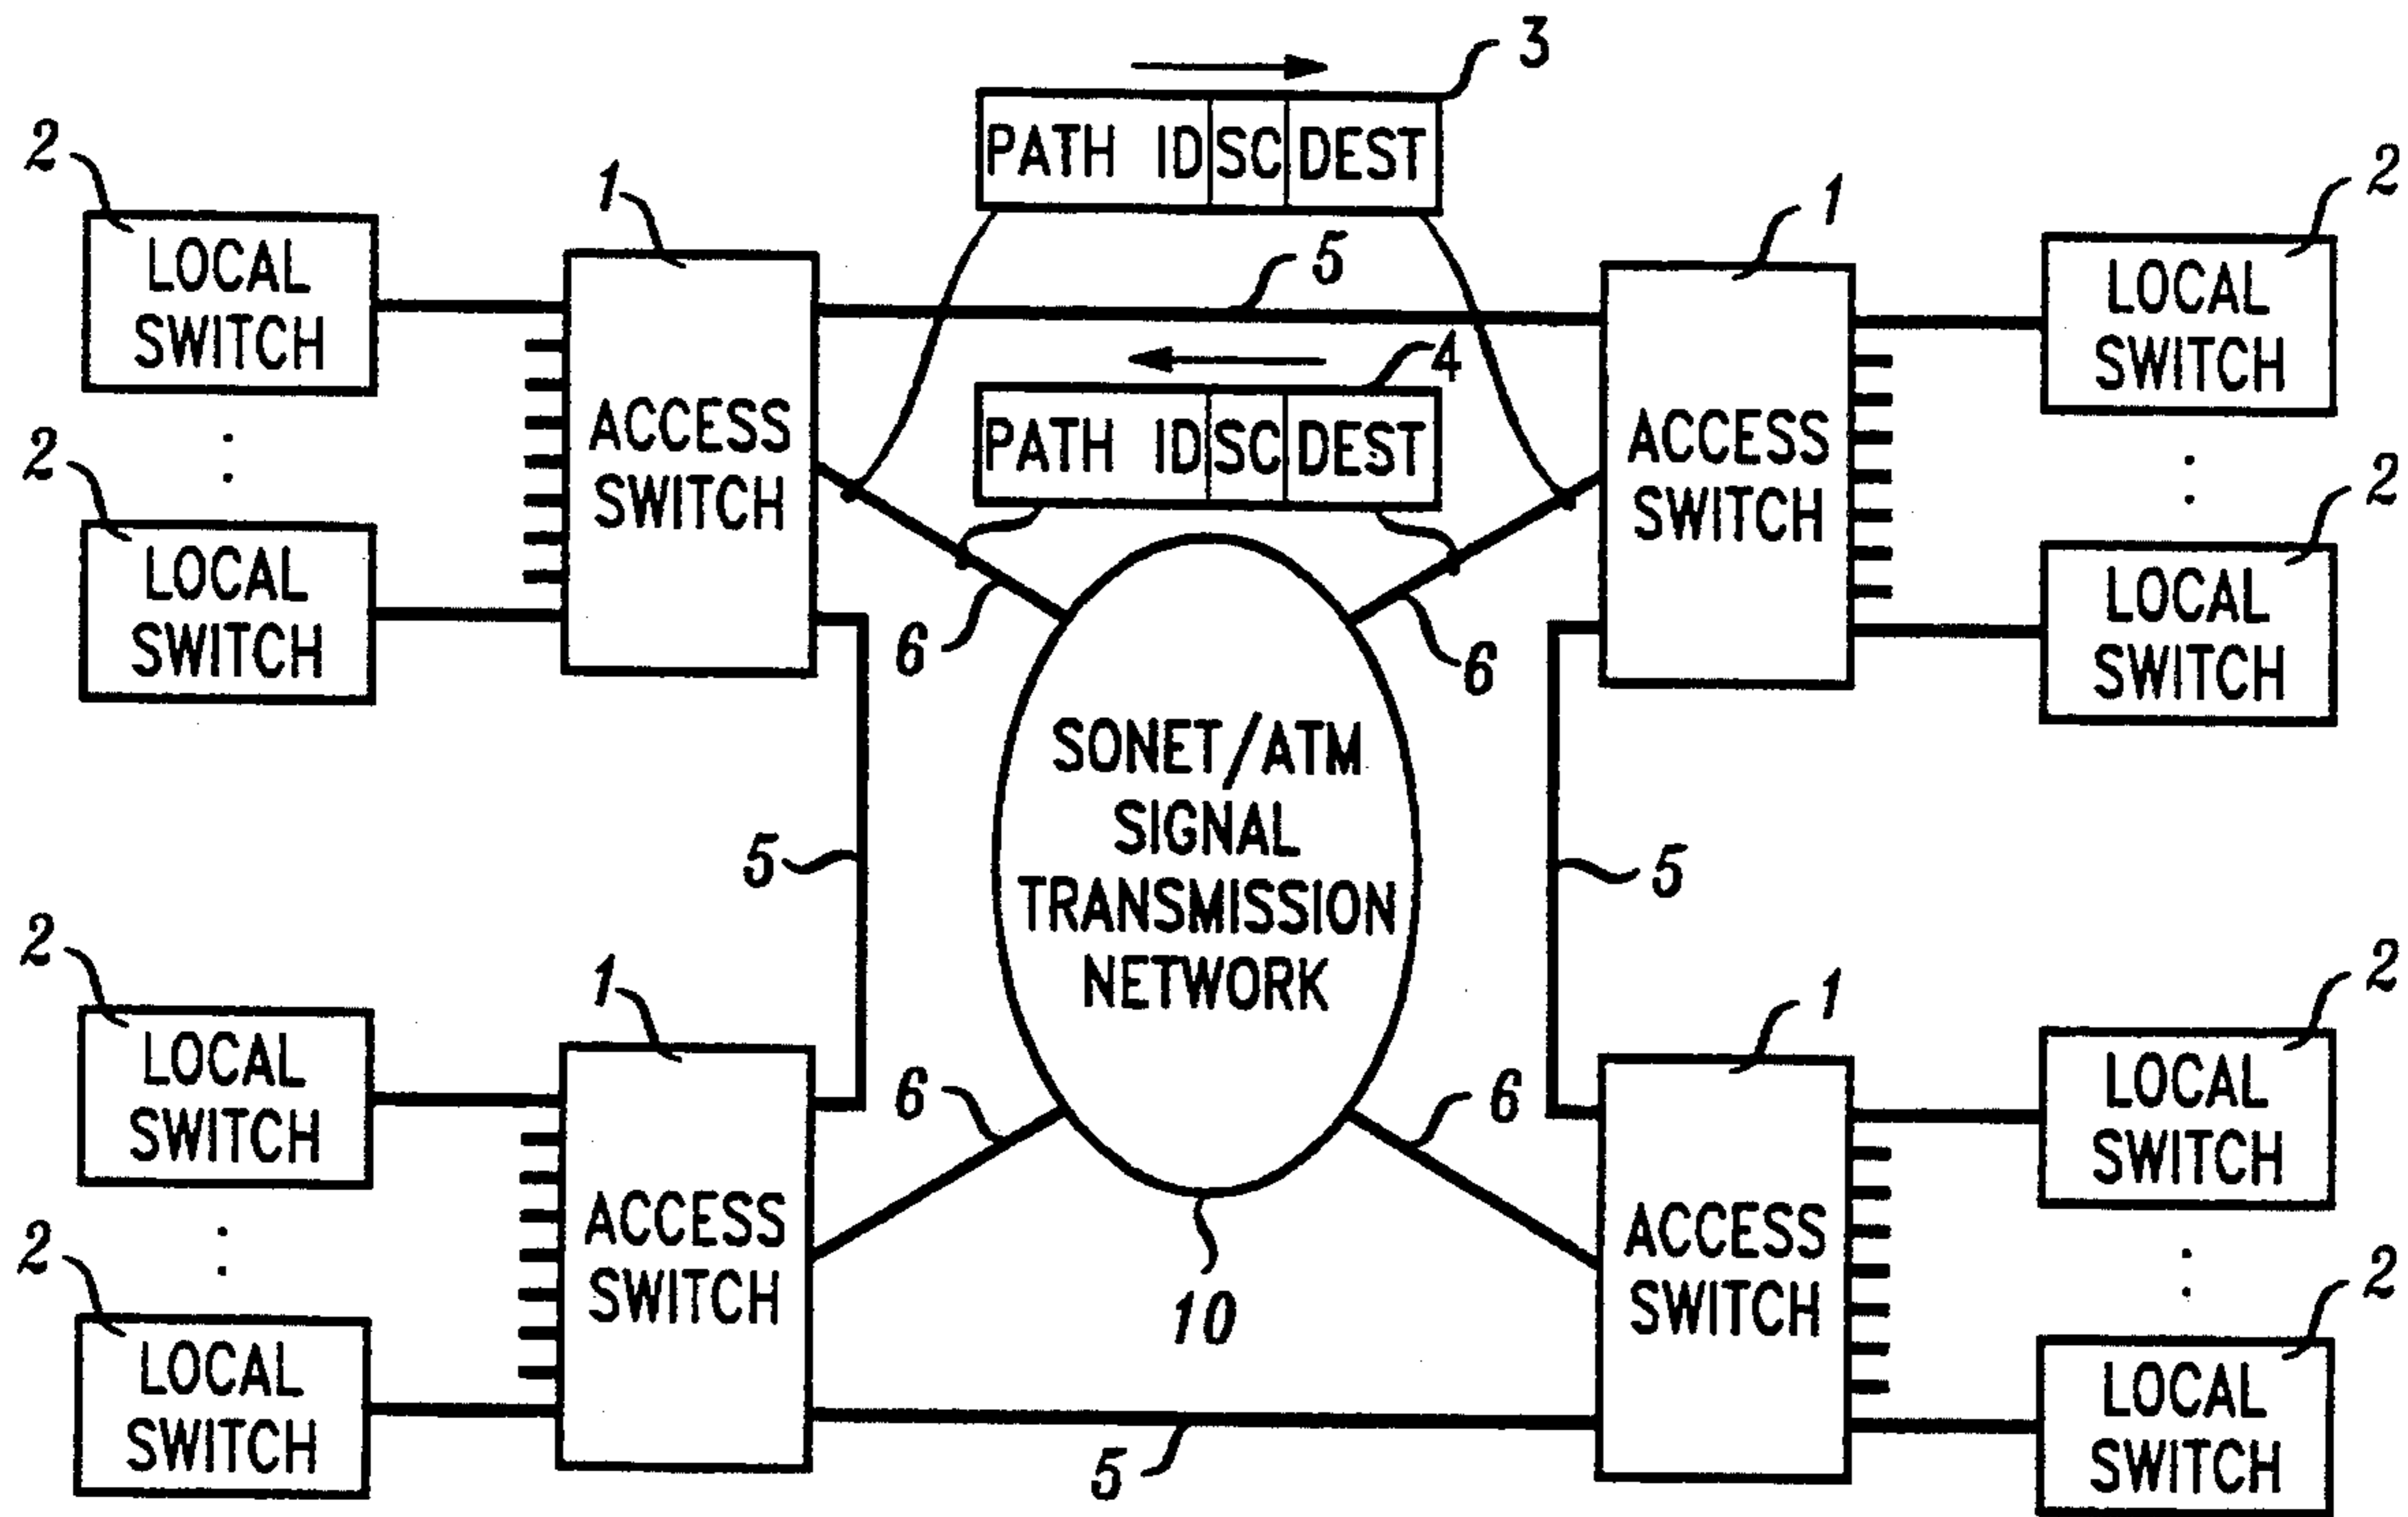 3
PATH ID SC DEST
2
1
1
2
LOCAL
SWITCH
5
LOCAL
SWITCH
4
PATH ID SC DEST
2
ACCESS
SWITCH
ACCESS
SWITCH
2
LOCAL
SWITCH
6
6
LOCAL
SWITCH
SONET/ATM
SIGNAL
TRANSMISSION
NETWORK
5
5
2
1
1
2
LOCAL
SWITCH
6
6
LOCAL
SWITCH
2
ACCESS
SWITCH
ACCESS
SWITCH
2
10
LOCAL
SWITCH
5
LOCAL
SWITCH